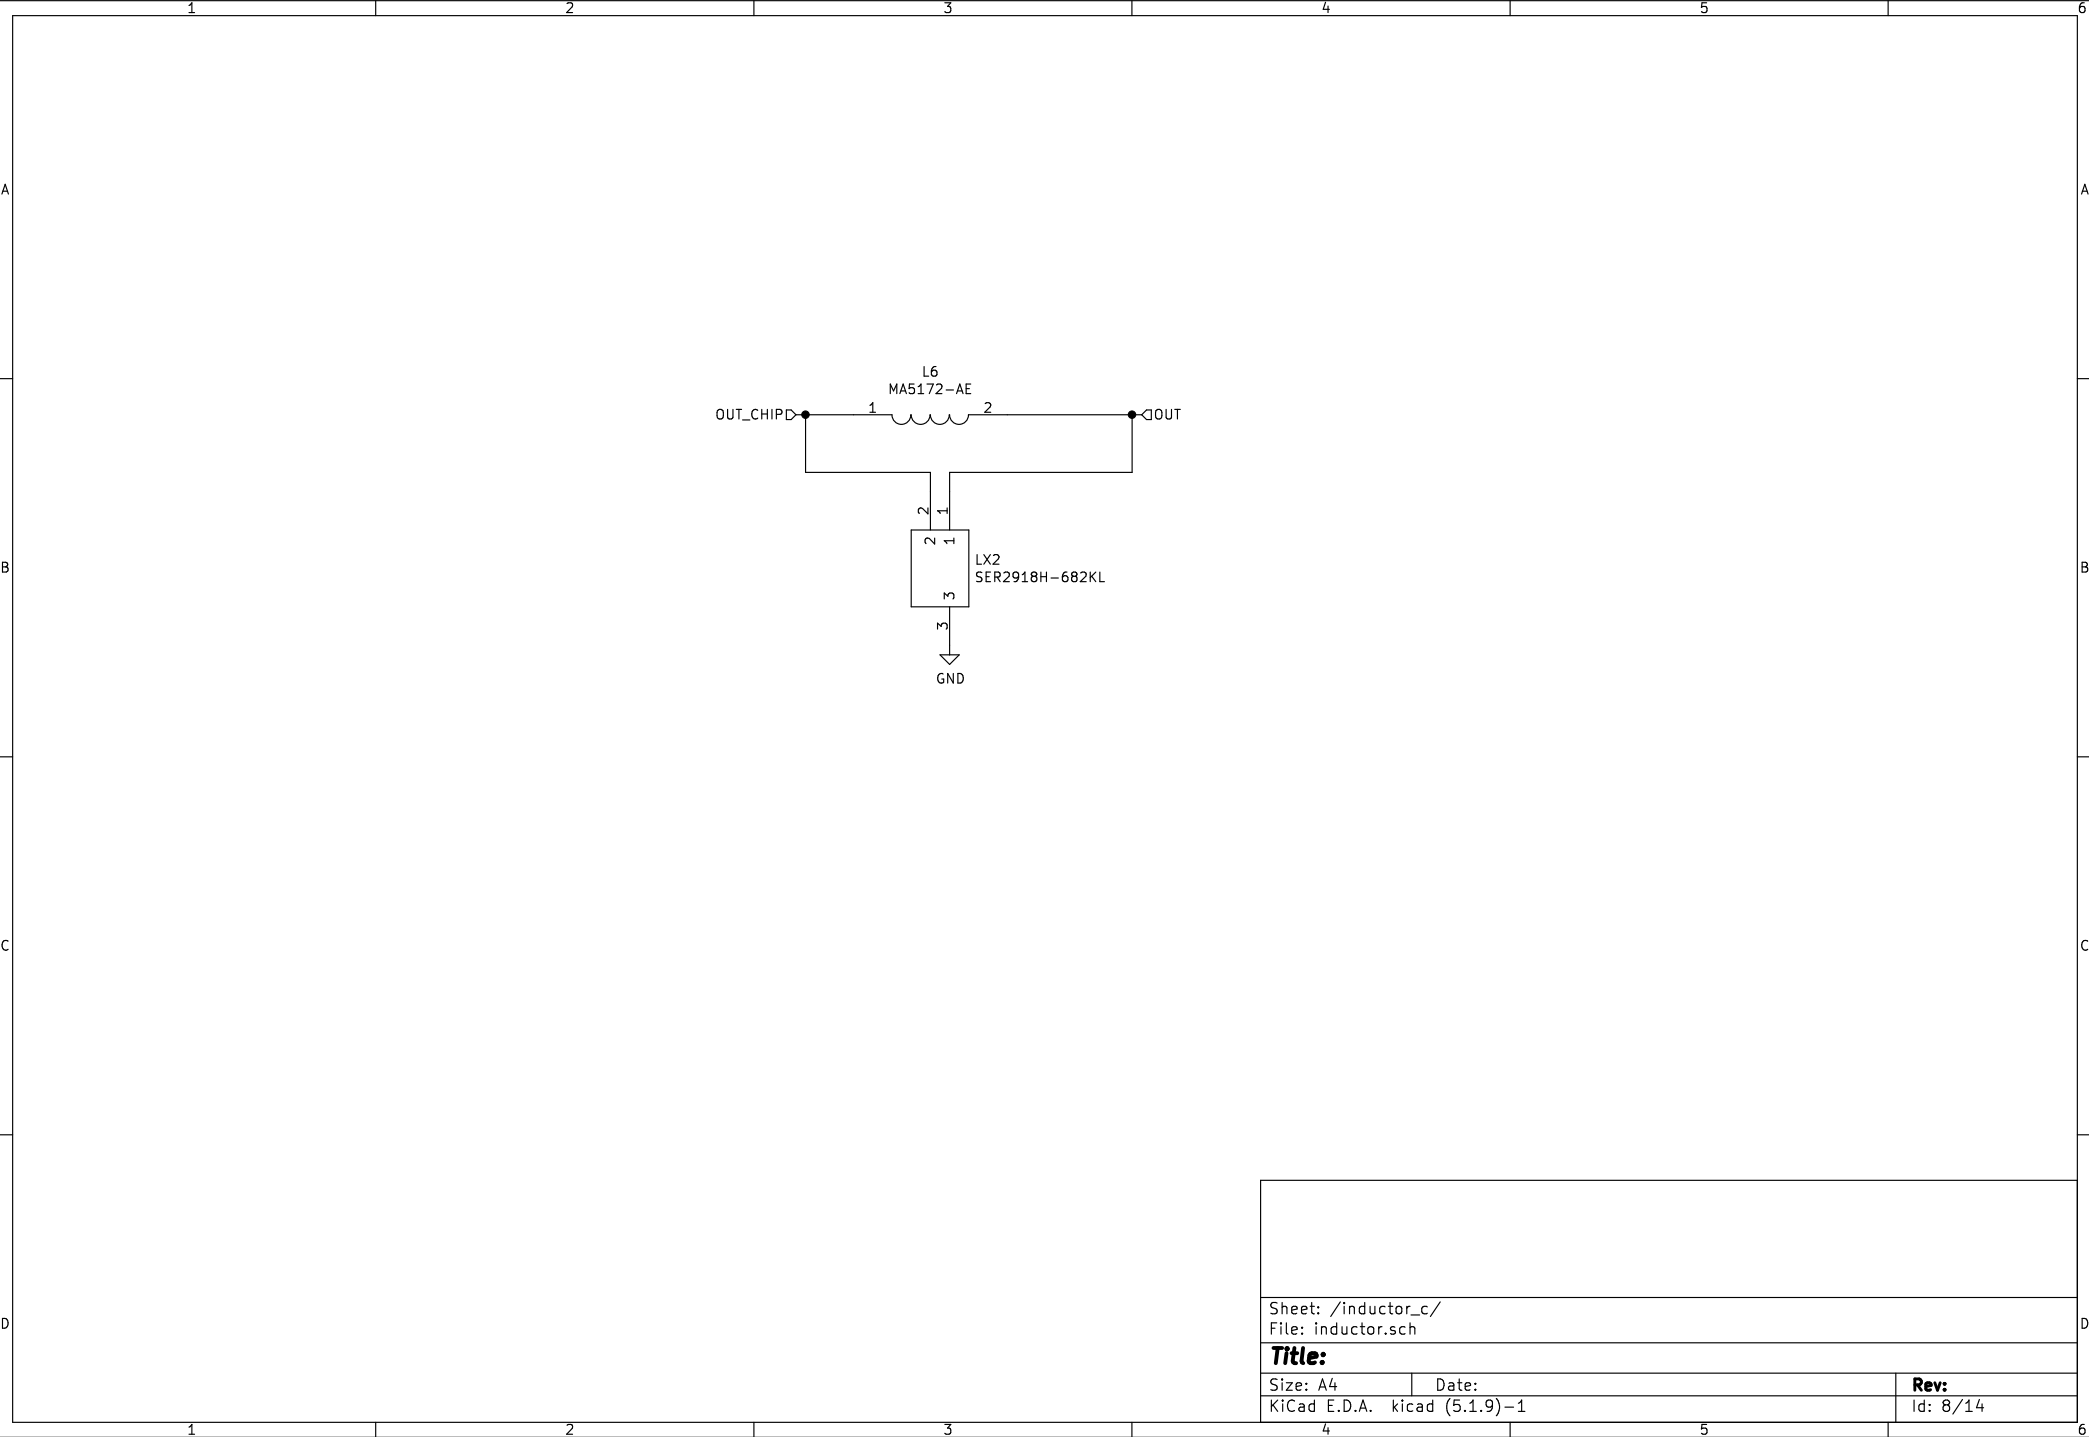 1 2 3 4 5 6
A A
L6
MA5172-AE
OUT_CHIP 1 2 OUT
2 1
2 1
B B
LX2
SER2918H-682KL
3
3
GND
C C
Sheet: /inductor_c/
File: inductor.sch
D D
Title:
Size: A4 Date: Rev:
KiCad E.D.A. kicad (5.1.9)-1 Id: 8/14
1 2 3 4 5 6